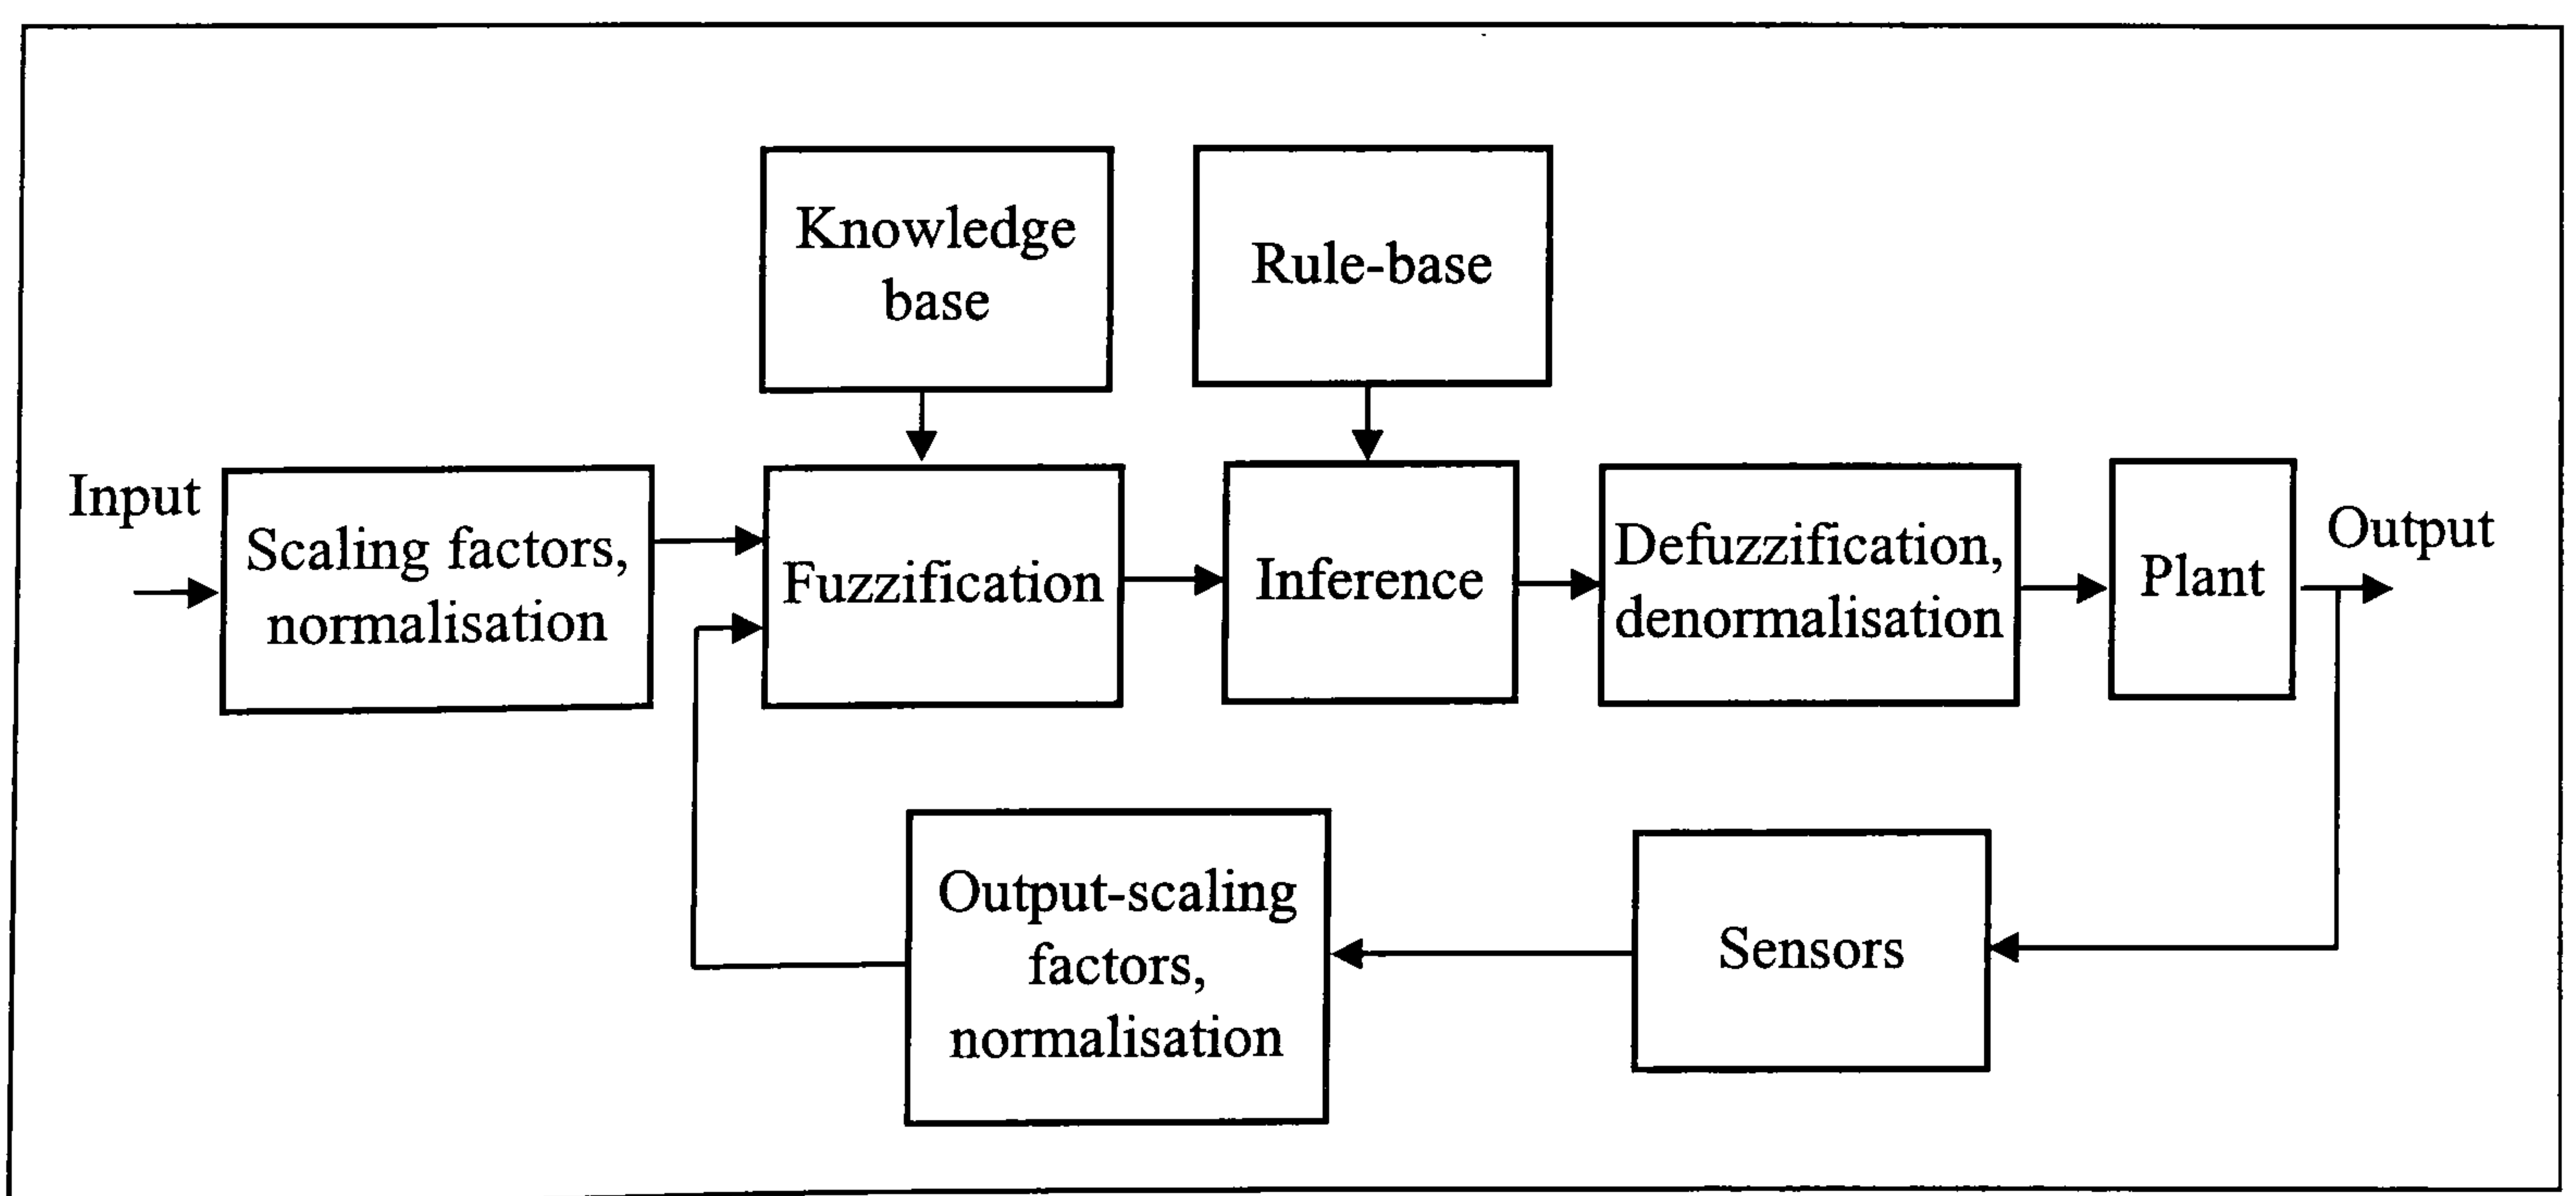 Knowledge
base
Rule-base
Input
Scaling factors,
normalisation
Fuzzification
Inference
Defuzzification,
denormalisation
Plant
Output
Output-scaling
factors,
normalisation
Sensors